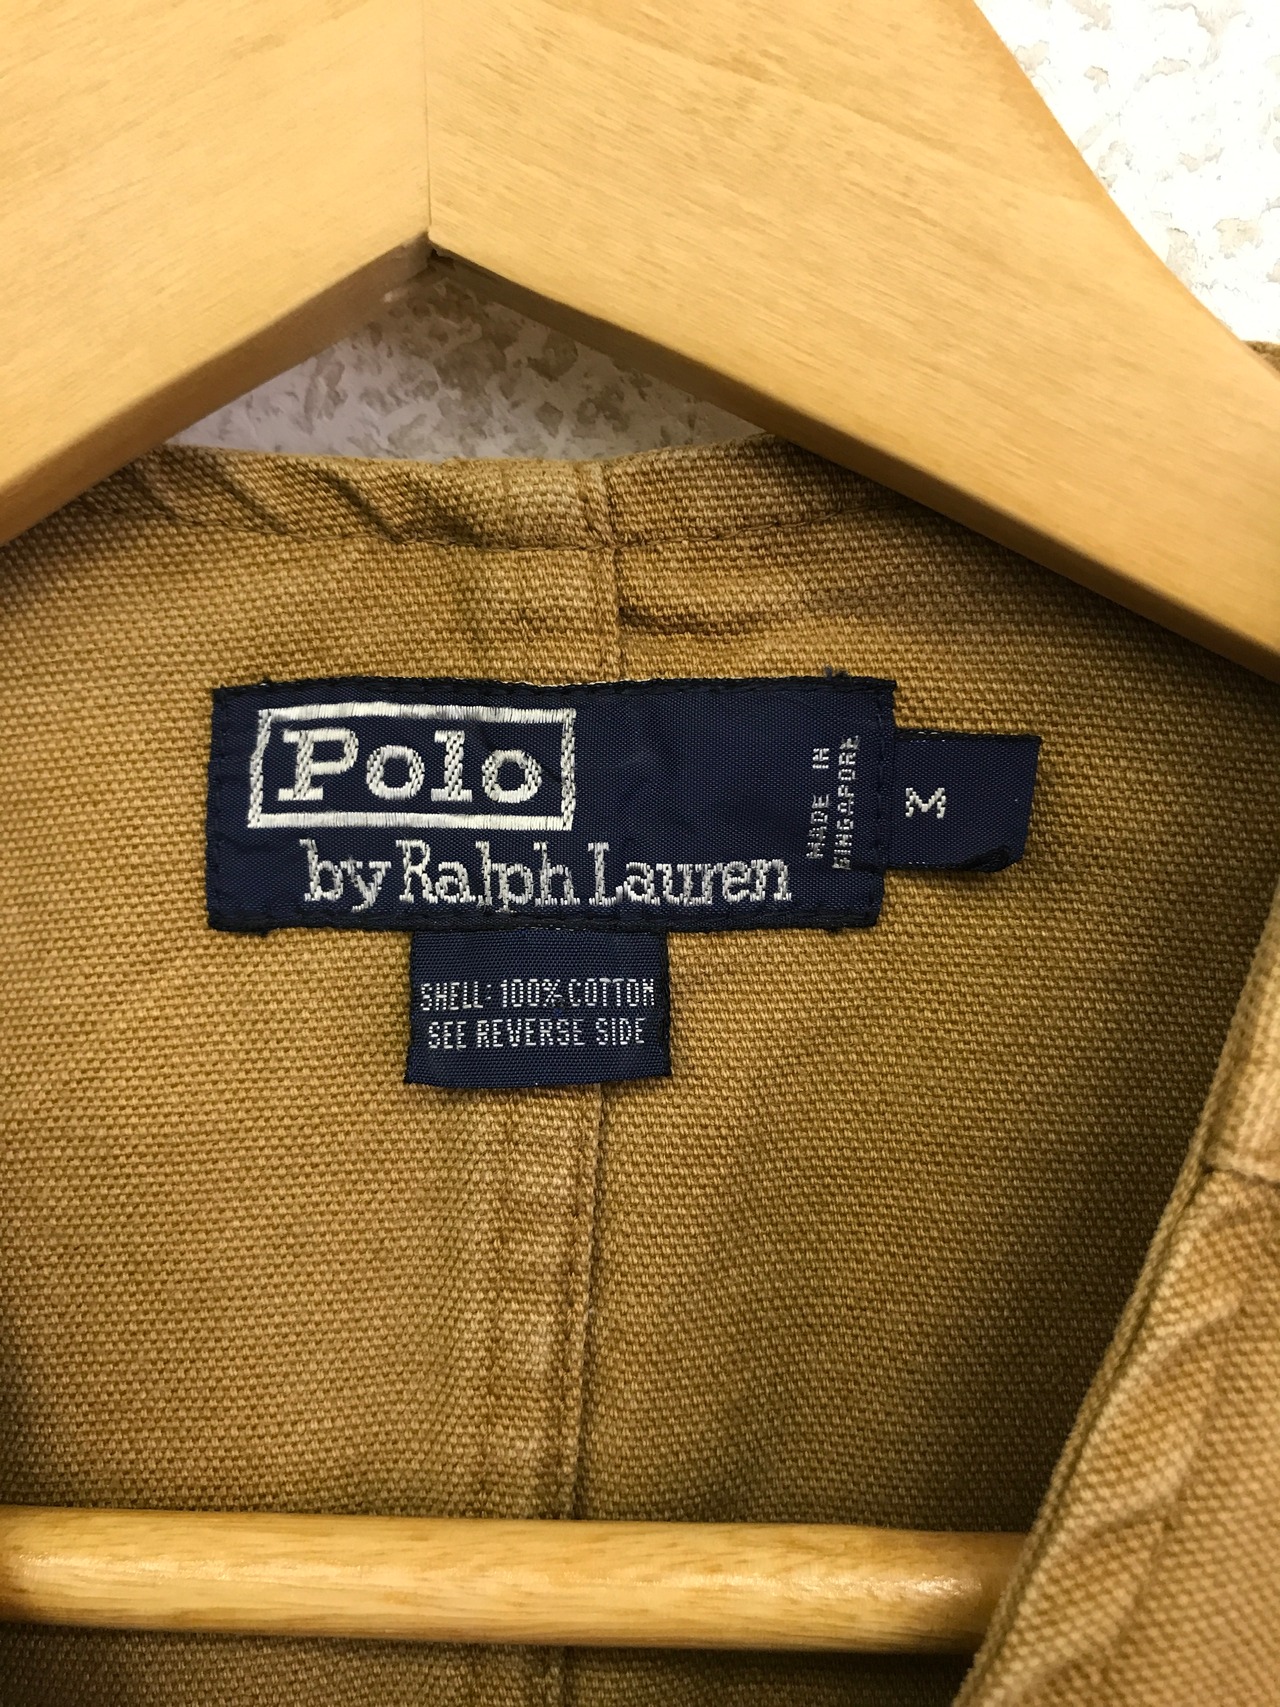 Polo
by Ralph Lauren
MADE IN
SINGAPORE
M
SHELL: 100% COTTON
SEE REVERSE SIDE